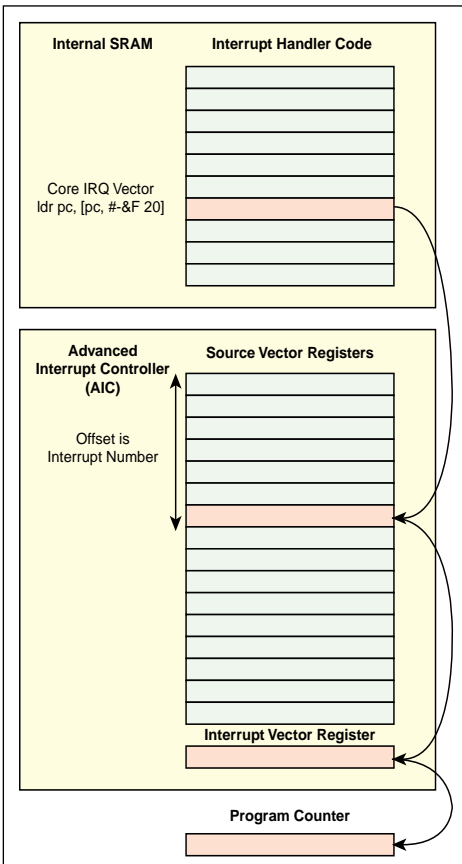 Internal SRAM
Interrupt Handler Code
Core IRQ Vector
ldr pc, [pc, #-&F 20]
Advanced
Interrupt Controller
(AIC)
Source Vector Registers
Offset is
Interrupt Number
Interrupt Vector Register
Program Counter